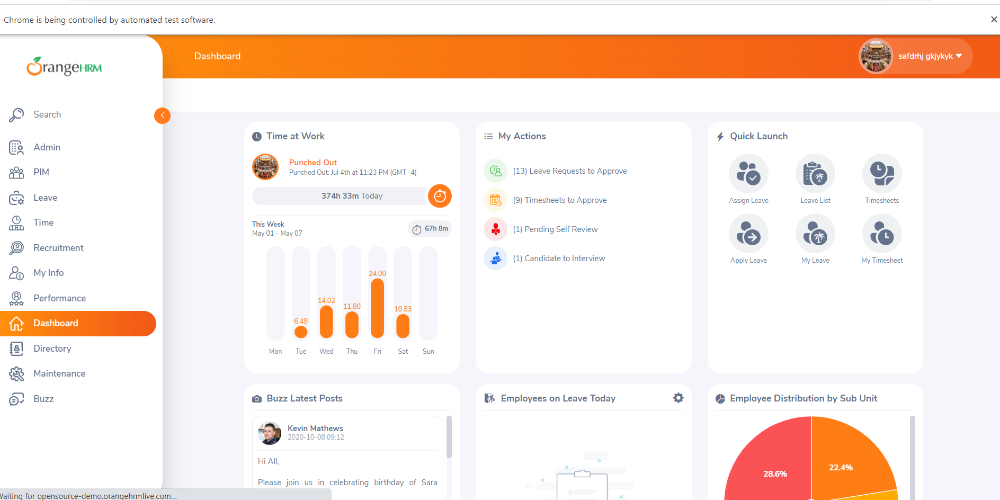 Chrome is being controlled by automated test software.
OrangeHRM
Dashboard
safdrhj gkjykyk
Search
Admin
PIM
Leave
Time
Recruitment
My Info
Performance
Dashboard
Directory
Maintenance
Buzz
Time at Work
Punched Out
Punched Out: Jul 4th at 11:23 PM (GMT -4)
374h 33m Today
This Week
May 01 - May 07
67h 8m
24.00
14.02
11.80
10.83
6.48
Mon Tue Wed Thu Fri Sat Sun
My Actions
(13) Leave Requests to Approve
(9) Timesheets to Approve
(1) Pending Self Review
(1) Candidate to Interview
Quick Launch
Assign Leave Leave List Timesheets
Apply Leave My Leave My Timesheet
Buzz Latest Posts
Kevin Mathews
2020-10-08 09:12
Hi All,
Please join us in celebrating birthday of Sara
Employees on Leave Today
Employee Distribution by Sub Unit
28.6%
22.4%
Waiting for opensource-demo.orangehrmlive.com...